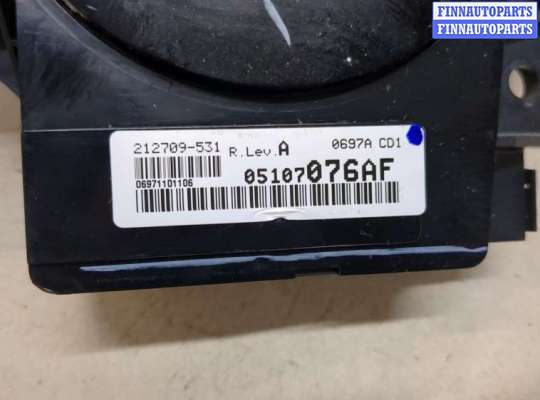 FINNAUTOPARTS
FINNAUTOPARTS
212709-531 R.Lev.A 0697A CD1
06971101106
05107076AF